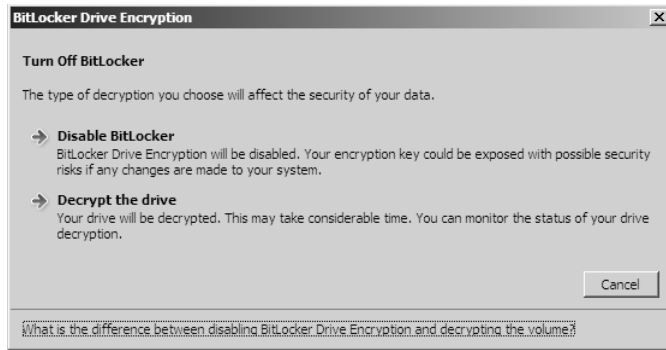 BitLocker Drive Encryption
Turn Off BitLocker
The type of decryption you choose will affect the security of your data.
Disable BitLocker
BitLocker Drive Encryption will be disabled. Your encryption key could be exposed with possible security
risks if any changes are made to your system.
Decrypt the drive
Your drive will be decrypted. This may take considerable time. You can monitor the status of your drive
decryption.
Cancel
What is the difference between disabling BitLocker Drive Encryption and decrypting the volume?